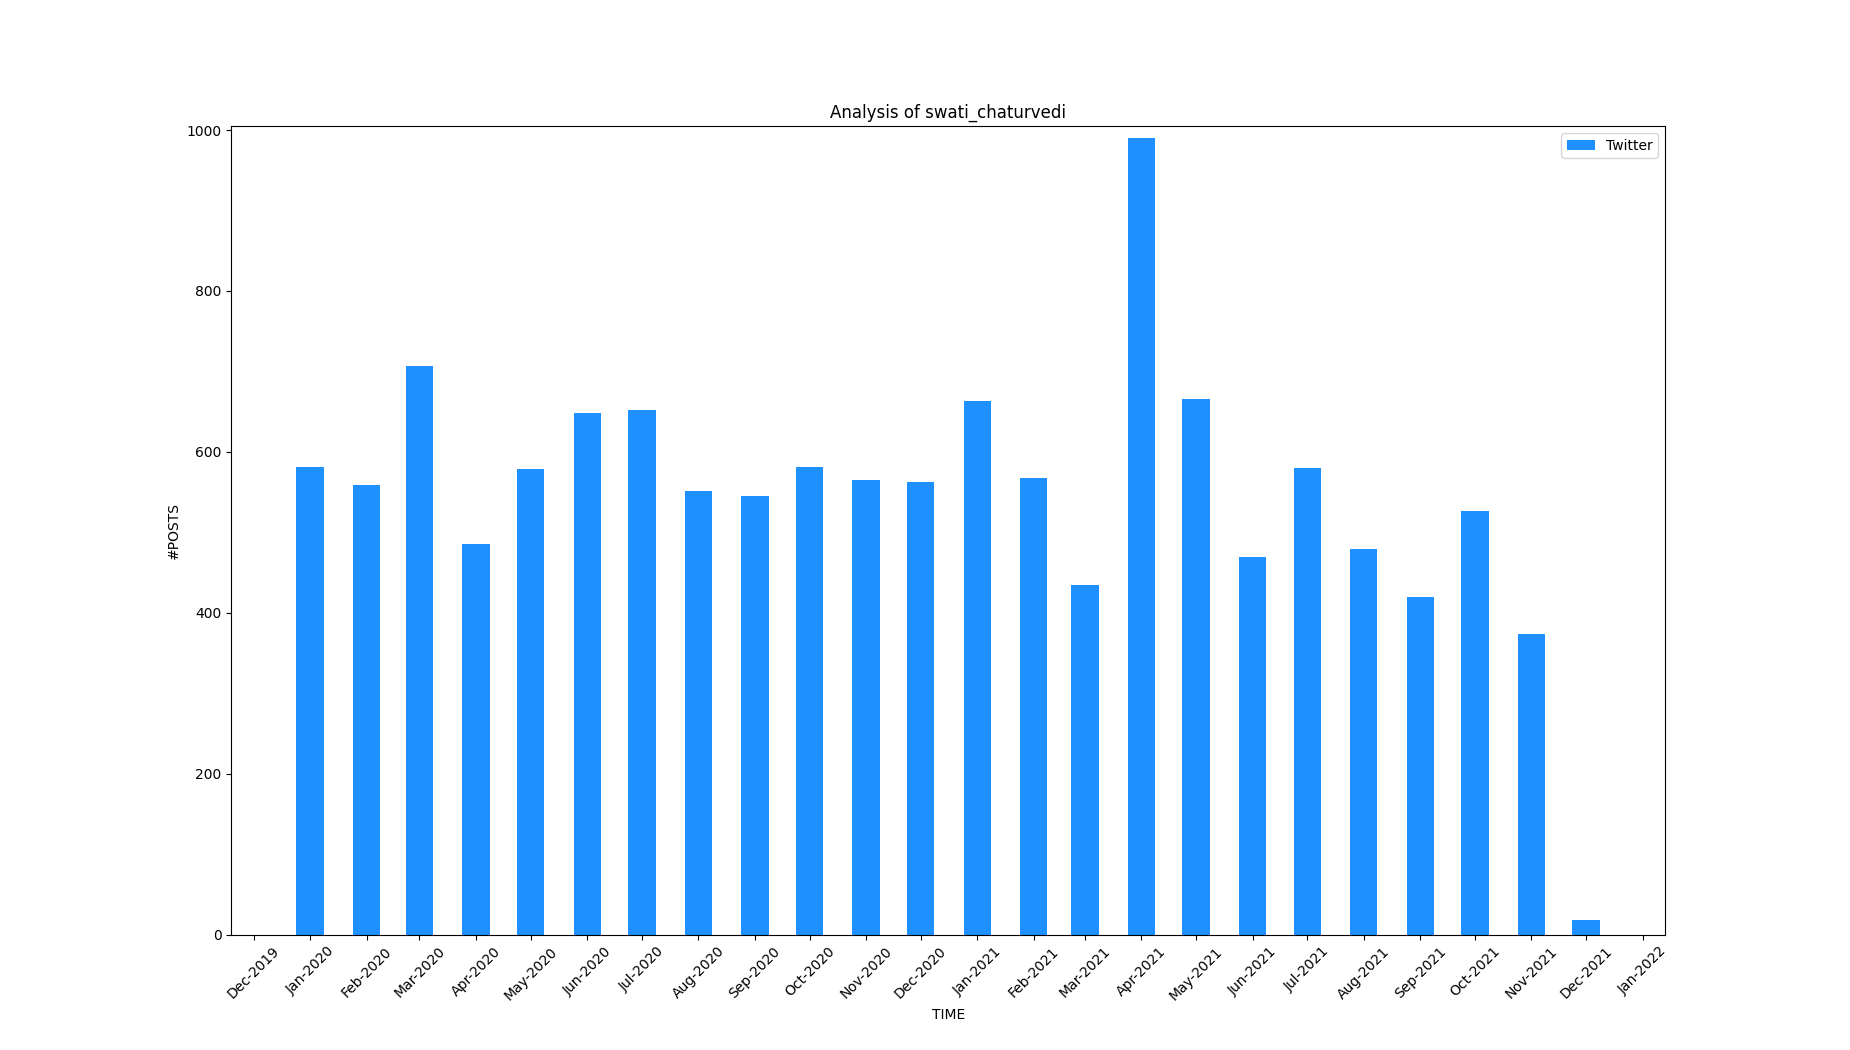 Analysis of swati_chaturvedi
Twitter
1000
800
600
400
200
0
#POSTS
Dec-2019
Jan-2020
Feb-2020
Mar-2020
Apr-2020
May-2020
Jun-2020
Jul-2020
Aug-2020
Sep-2020
Oct-2020
Nov-2020
Dec-2020
Jan-2021
Feb-2021
Mar-2021
Apr-2021
May-2021
Jun-2021
Jul-2021
Aug-2021
Sep-2021
Oct-2021
Nov-2021
Dec-2021
Jan-2022
TIME